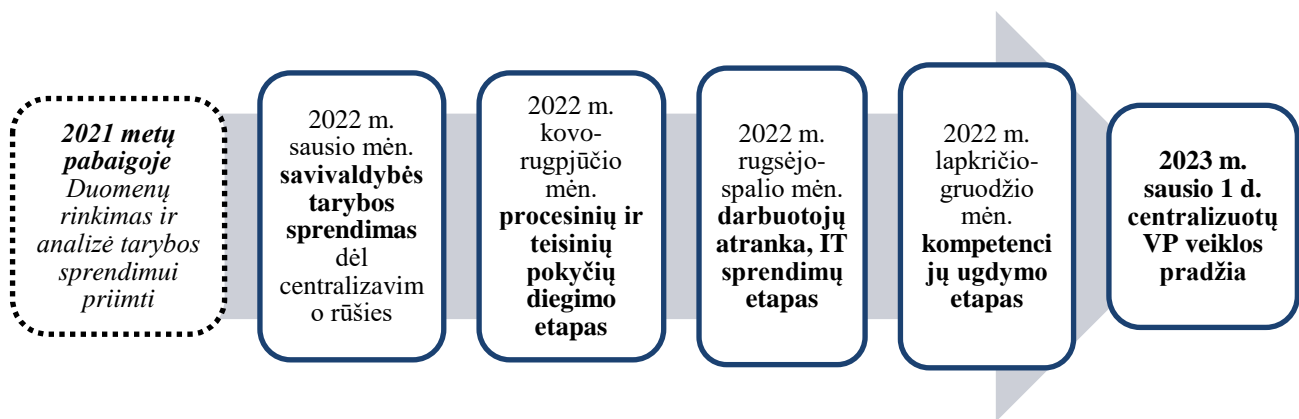 2021 metų
pabaigoje
Duomenų
rinkimas ir
analizė tarybos
sprendimui
priimti
2022 m.
sausio mėn.
savivaldybės
tarybos
sprendimas
dėl
centralizavim
o rūšies
2022 m.
kovo-
rugpjūčio
mėn.
procesinių ir
teisinių
pokyčių
diegimo
etapas
2022 m.
rugsėjo-
spalio mėn.
darbuotojų
atranka, IT
sprendimų
etapas
2022 m.
lapkričio-
gruodžio
mėn.
kompetenci
jų ugdymo
etapas
2023 m.
sausio 1 d.
centralizuotų
VP veiklos
pradžia